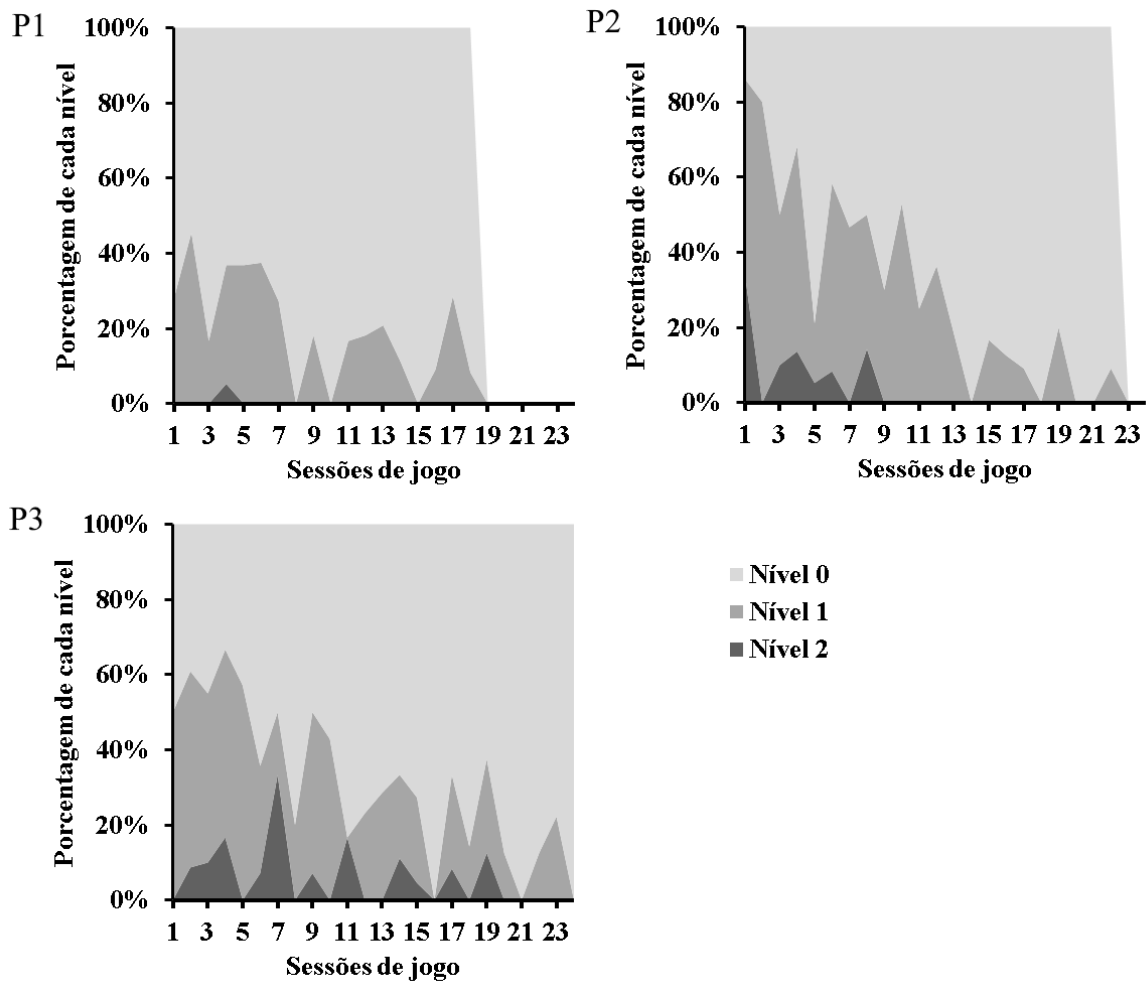 P1
Porcentagem de cada nível
100%
80%
60%
40%
20%
0%
1 3 5 7 9 11 13 15 17 19 21 23
Sessões de jogo
P2
Porcentagem de cada nível
100%
80%
60%
40%
20%
0%
1 3 5 7 9 11 13 15 17 19 21 23
Sessões de jogo
P3
Porcentagem de cada nível
100%
80%
60%
40%
20%
0%
1 3 5 7 9 11 13 15 17 19 21 23
Sessões de jogo
Nível 0
Nível 1
Nível 2